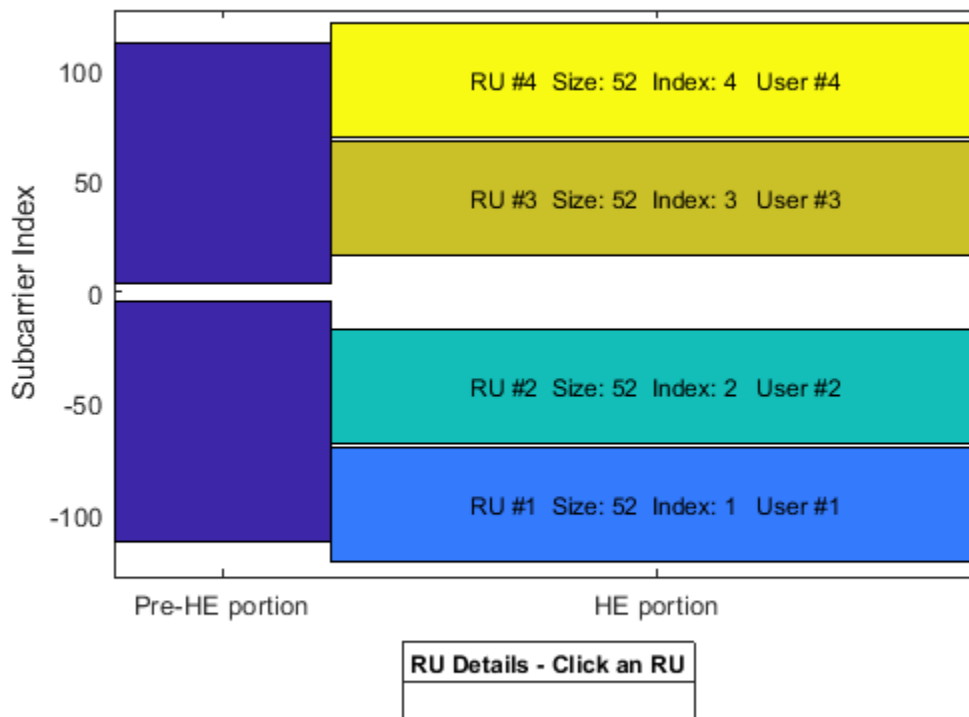 100
RU #4 Size: 52 Index: 4 User #4
50
RU #3 Size: 52 Index: 3 User #3
Subcarrier Index
0
RU #2 Size: 52 Index: 2 User #2
-50
RU #1 Size: 52 Index: 1 User #1
-100
Pre-HE portion
HE portion
RU Details - Click an RU